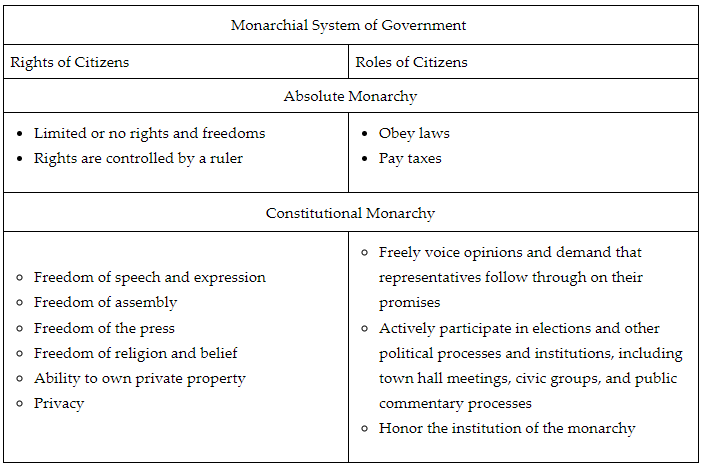 Monarchial System of Government
Rights of Citizens
Roles of Citizens
Absolute Monarchy
• Limited or no rights and freedoms
• Rights are controlled by a ruler
• Obey laws
• Pay taxes
Constitutional Monarchy
○ Freedom of speech and expression
○ Freedom of assembly
○ Freedom of the press
○ Freedom of religion and belief
○ Ability to own private property
○ Privacy
○ Freely voice opinions and demand that
representatives follow through on their
promises
○ Actively participate in elections and other
political processes and institutions, including
town hall meetings, civic groups, and public
commentary processes
○ Honor the institution of the monarchy